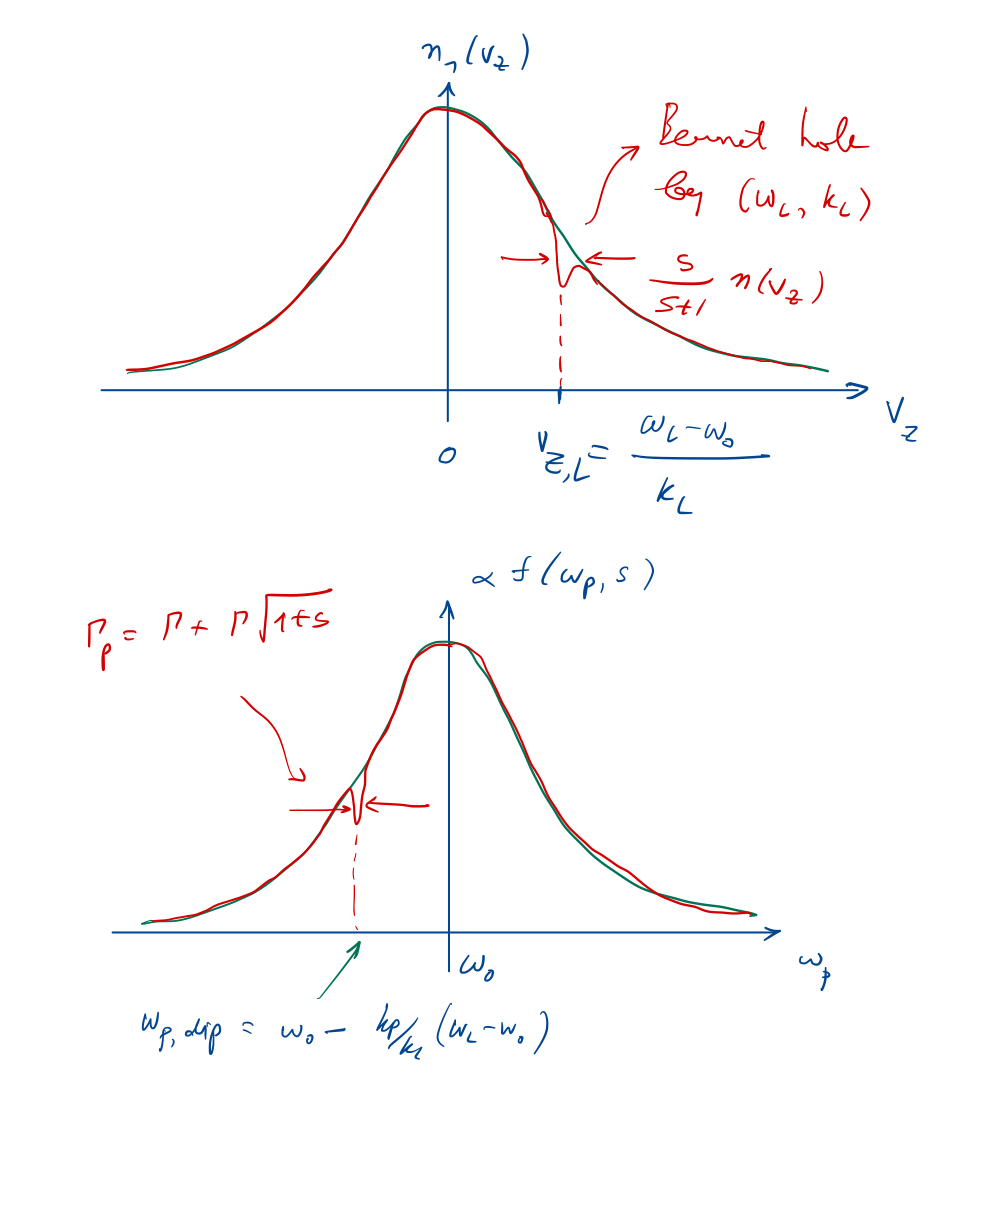 n₁(v_z)
Bennet hole
by (ω_L, k_L)
s/(s+1) n(v_z)
v_z
0
v_z,L = (ω_L-ω_0)/k_L
∝ f(ω_p, s)
Γ_p = Γ + Γ√(1+s)
ω_0
ω_p
ω_p,dip = ω_0 - k_p/k_L (ω_L-ω_0)